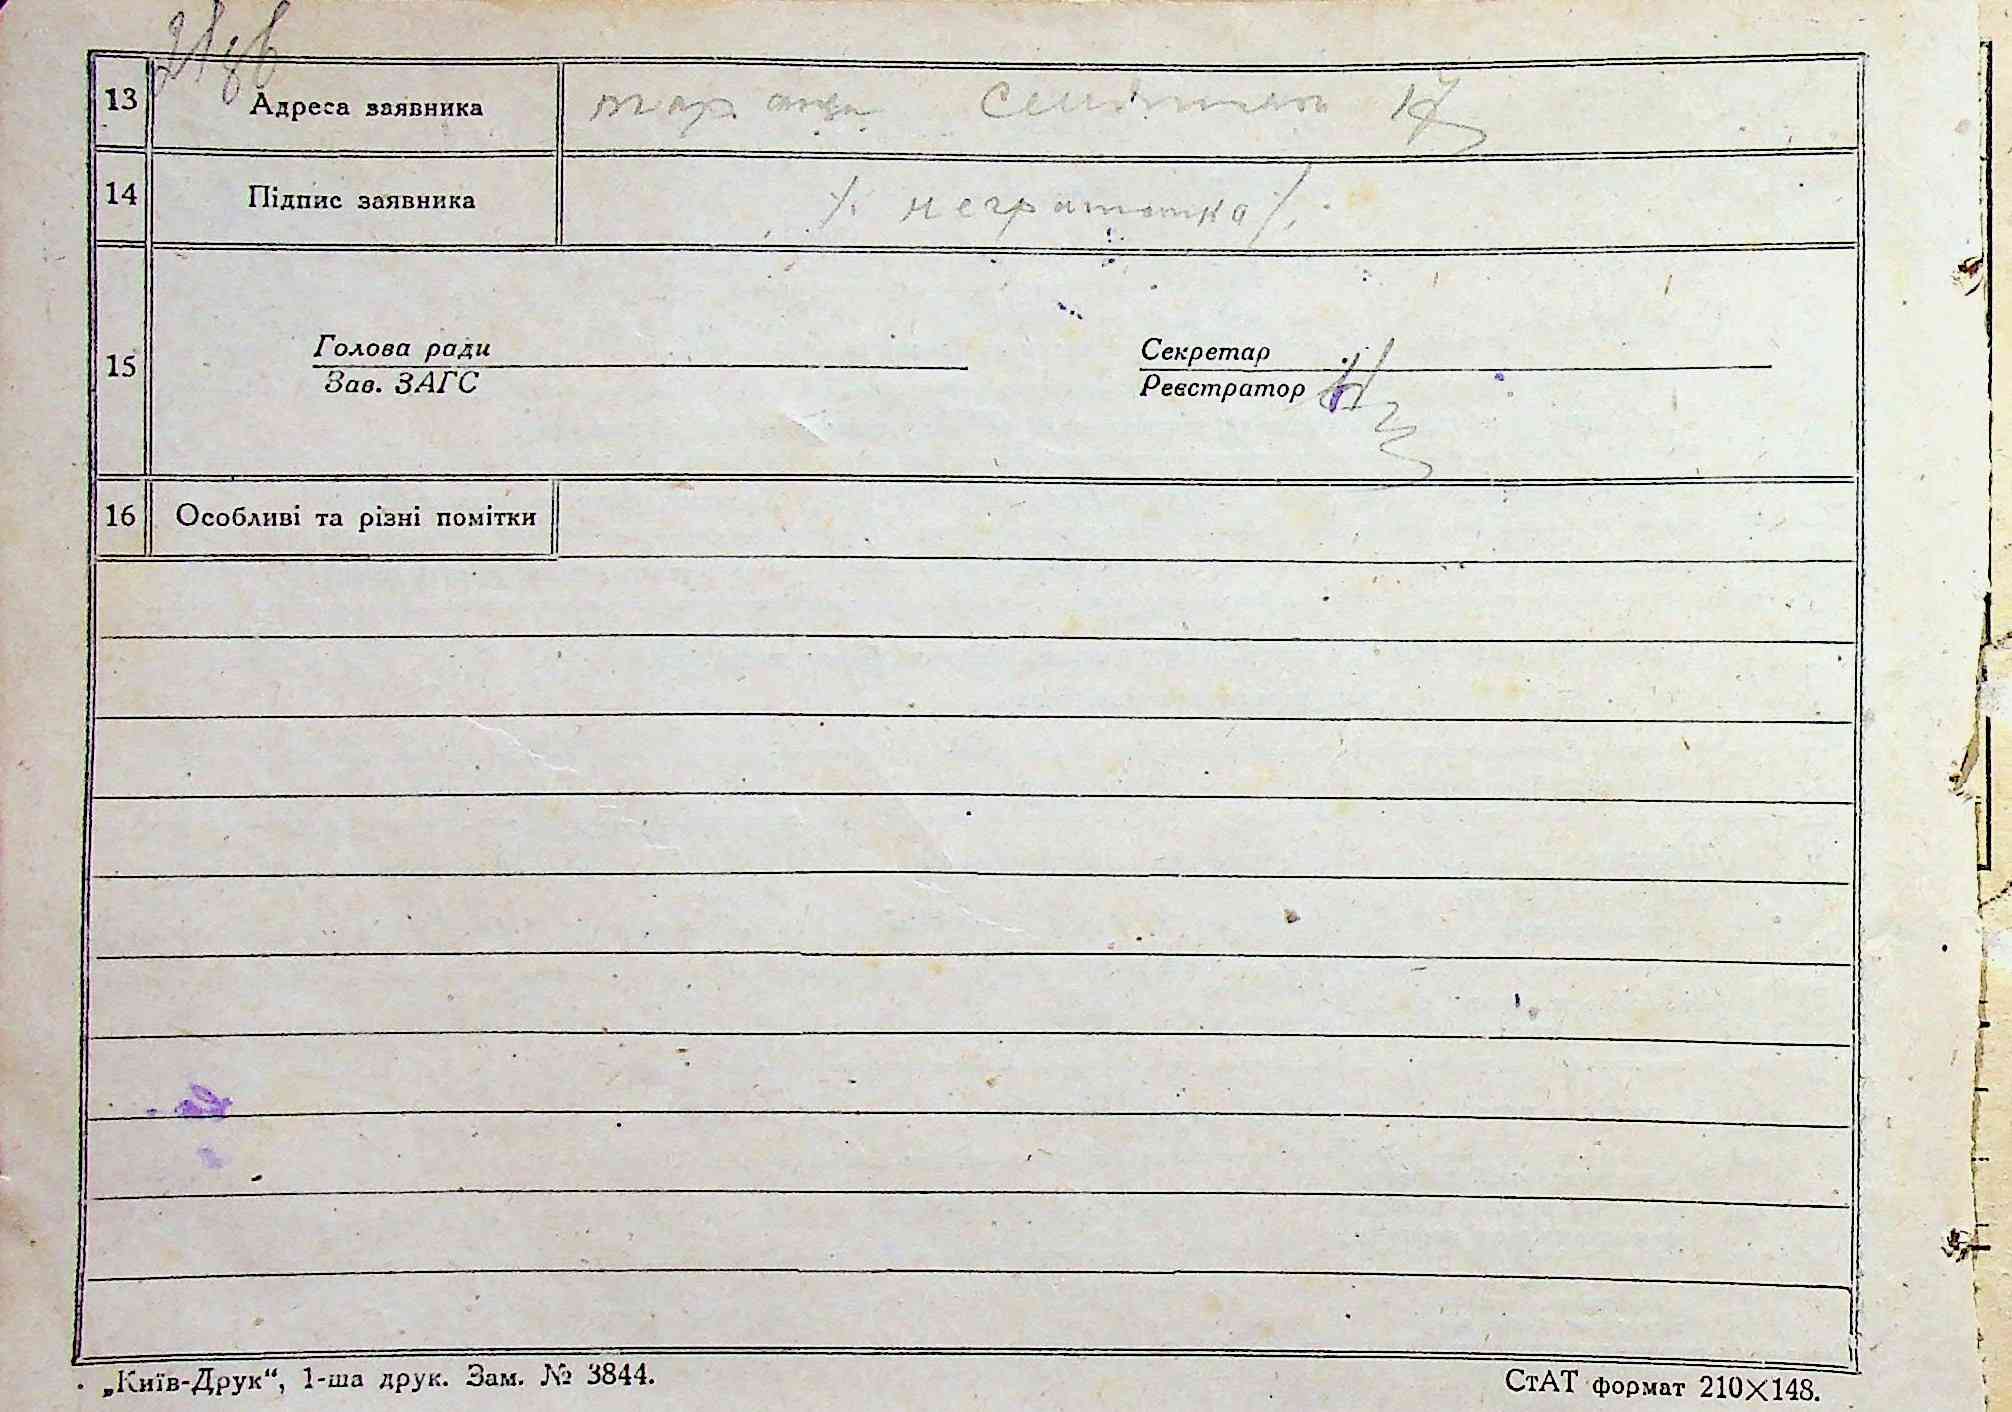 13 Адреса заявника
14 Підпис заявника /. неграмотна /.
15
Голова ради
Зав. ЗАГС
Секретар
Реєстратор
16 Особливі та різні помітки
„Київ-Друк“, 1-ша друк. Зам. № 3844.
СтАТ формат 210×148.